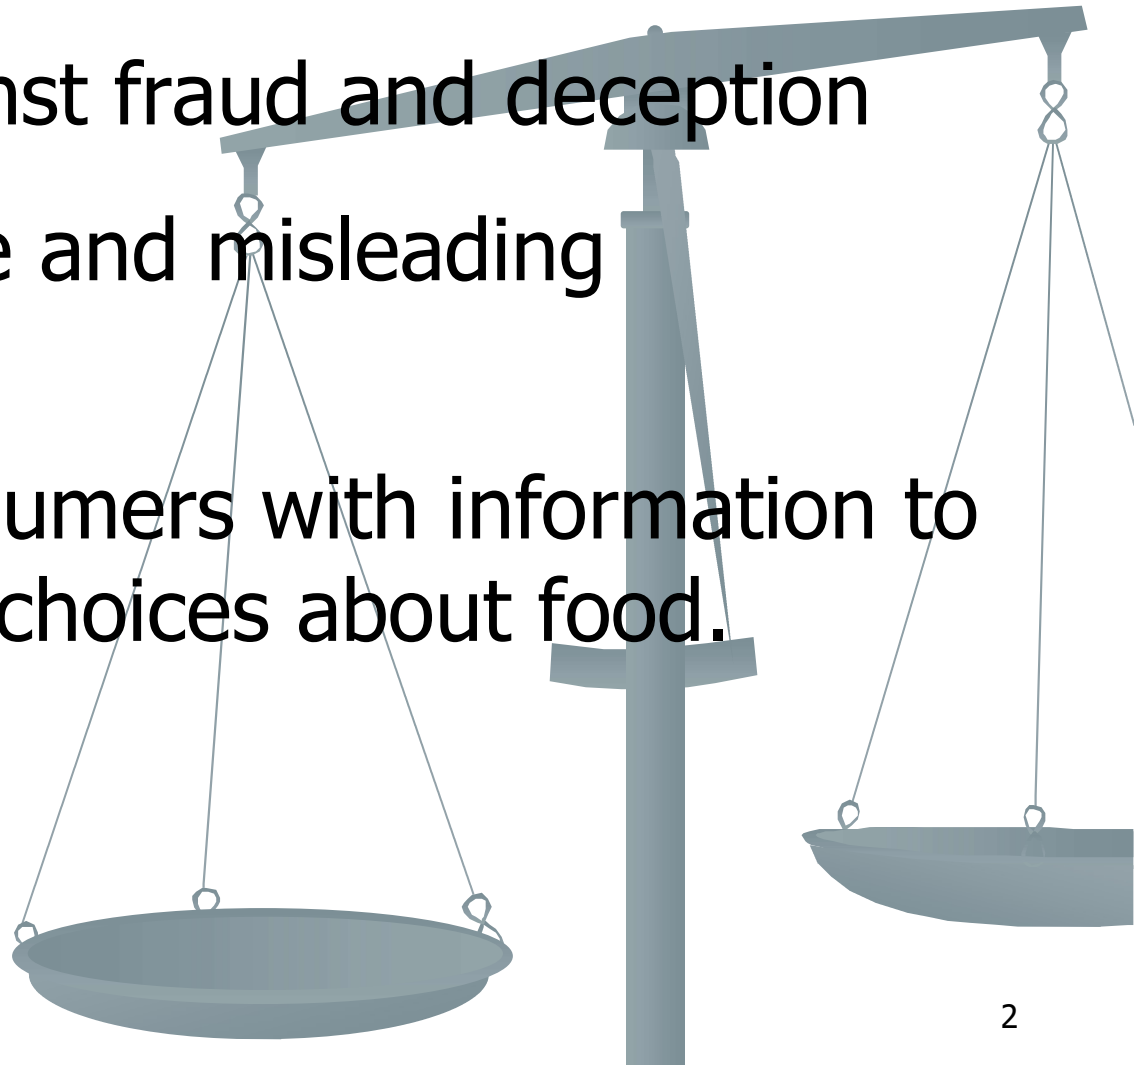 nst fraud and deception
e and misleading
umers with information to
choices about food.
2